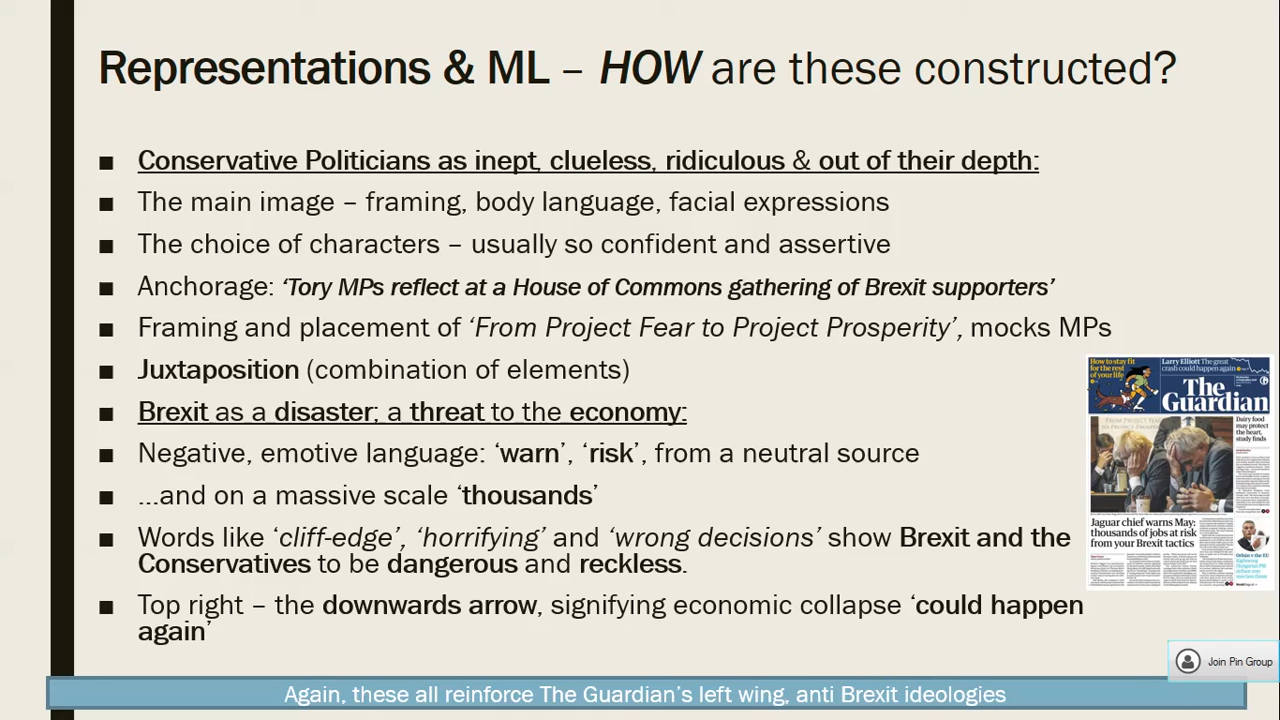 Representations & ML – HOW are these constructed?
■ Conservative Politicians as inept, clueless, ridiculous & out of their depth:
■ The main image – framing, body language, facial expressions
■ The choice of characters – usually so confident and assertive
■ Anchorage: ‘Tory MPs reflect at a House of Commons gathering of Brexit supporters’
■ Framing and placement of ‘From Project Fear to Project Prosperity’, mocks MPs
■ Juxtaposition (combination of elements)
■ Brexit as a disaster; a threat to the economy:
■ Negative, emotive language: ‘warn’, ‘risk’, from a neutral source
■ ...and on a massive scale ‘thousands’
■ Words like ‘cliff-edge’, ‘horrifying’ and ‘wrong decisions’ show Brexit and the
Conservatives to be dangerous and reckless.
■ Top right – the downwards arrow, signifying economic collapse ‘could happen
again’
How to stay fit
for the rest
of your life
Larry Elliott The great
crash could happen again
The
Guardian
Dairy food
may protect
the heart,
study finds
Jaguar chief warns May:
thousands of jobs at risk
from your Brexit tactics
Orbán v the EU
Join Pin Group
Again, these all reinforce The Guardian’s left wing, anti Brexit ideologies